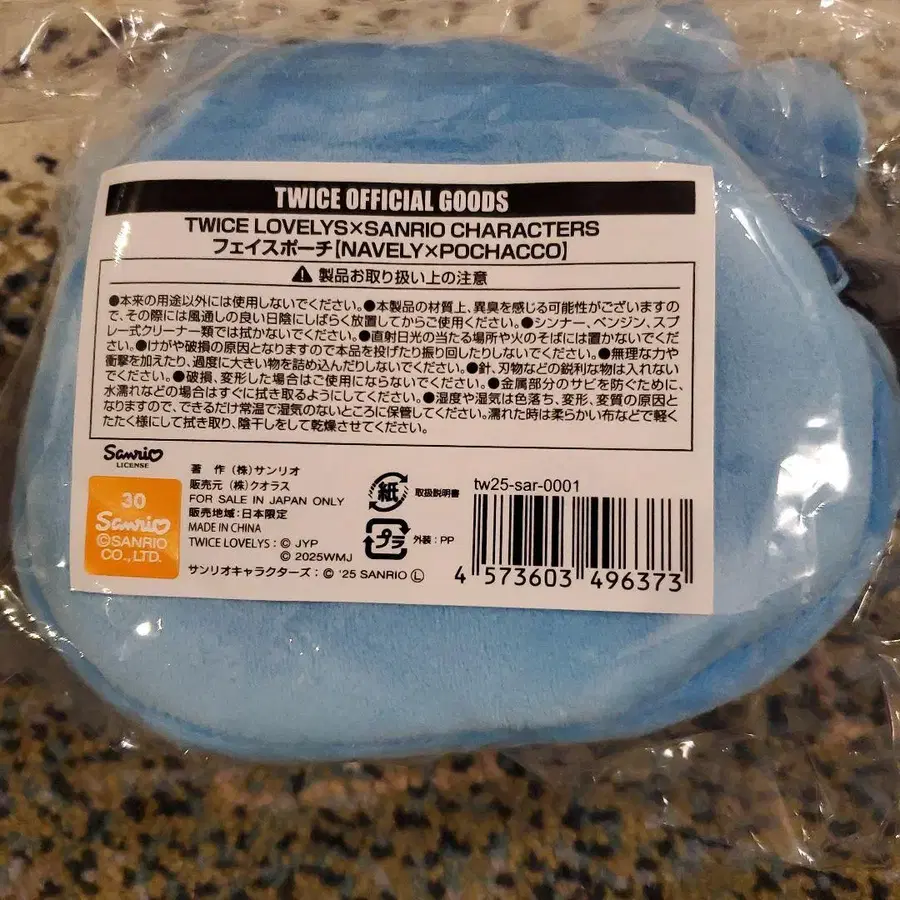 TWICE OFFICIAL GOODS
TWICE LOVELYS×SANRIO CHARACTERS
フェイスポーチ【NAVELY×POCHACCO】
製品お取り扱い上の注意
●本来の用途以外には使用しないでください。●本製品の材質上、異臭を感じる可能性がございますの
で、その際には風通しの良い日陰にしばらく放置してからご使用ください。●シンナー、ベンジン、スプ
レー式クリーナー類では拭かないでください。●直射日光の当たる場所や火のそばには置かないでくだ
さい。●けがや破損の原因となりますので本品を投げたり振り回したりしないでください。●無理な力や
衝撃を加えたり、過度に大きい物を詰め込んだりしないでください。●針、刃物などの鋭利な物は入れない
でください。●破損、変形した場合はご使用にならないでください。●金属部分のサビを防ぐために、
水濡れなどの場合はすぐに拭き取るようにしてください。●湿度や湿気は色落ち、変形、変質の原因と
なりますので、できるだけ常温で湿気のないところに保管してください。濡れた時は柔らかい布などで軽く
たたく様にして拭き取り、陰干しをして乾燥させてください。
Sanrio
LICENSE
30
Sanrio
©SANRIO
CO.,LTD.
著 作 (株)サンリオ
販売元 (株)クオラス
FOR SALE IN JAPAN ONLY
販売地域:日本限定
MADE IN CHINA
TWICE LOVELYS:© JYP
© 2025WMJ
サンリオキャラクターズ:© '25 SANRIO Ⓛ
紙 取扱説明書
プラ 外装:PP
tw25-sar-0001
4 573603 496373